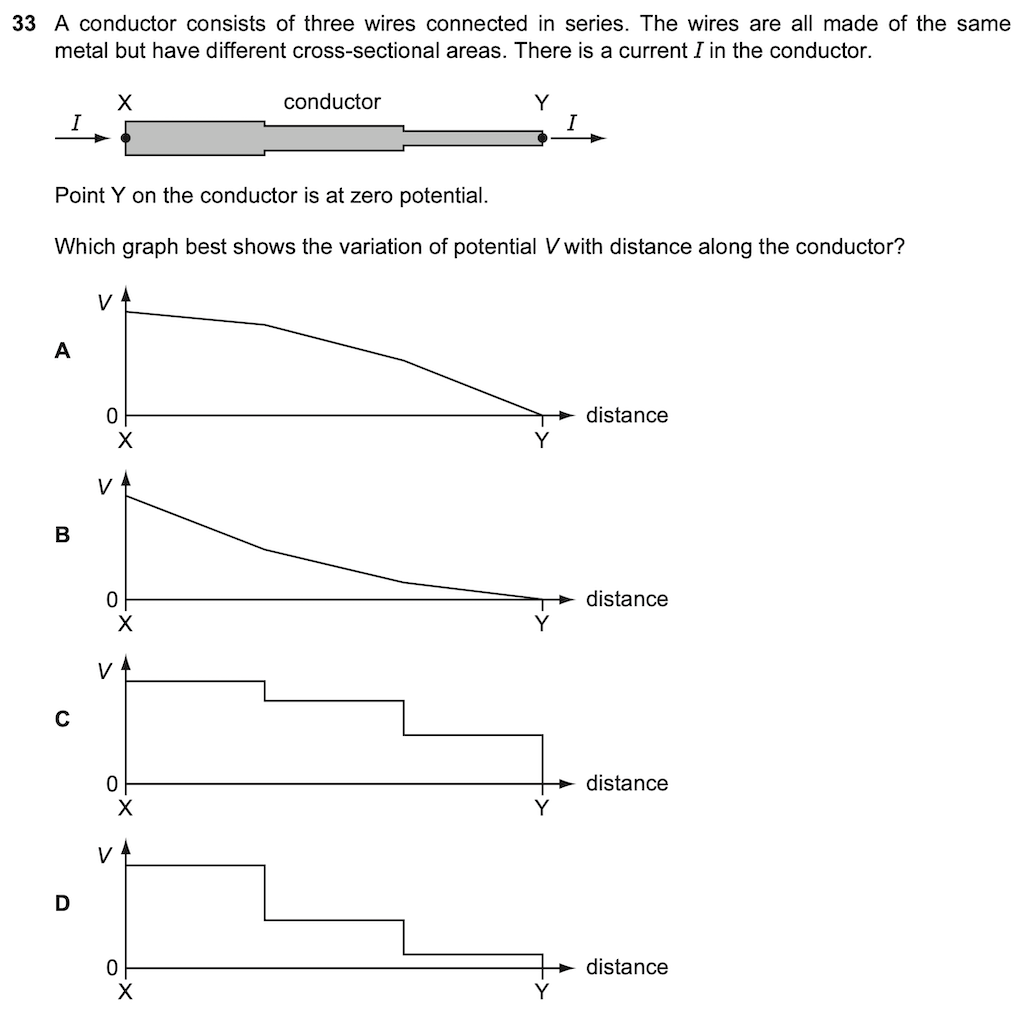 33 A conductor consists of three wires connected in series. The wires are all made of the same
metal but have different cross-sectional areas. There is a current I in the conductor.
X conductor Y
I I
Point Y on the conductor is at zero potential.
Which graph best shows the variation of potential V with distance along the conductor?
V
A
0 distance
X Y
V
B
0 distance
X Y
V
C
0 distance
X Y
V
D
0 distance
X Y